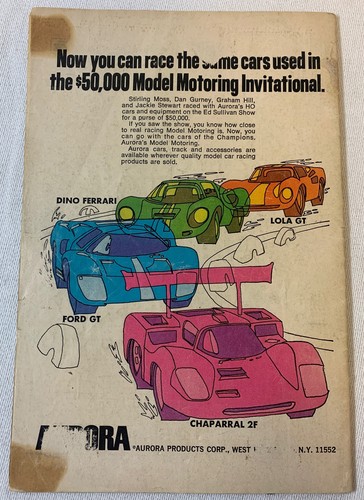 Now you can race the same cars used in
the $50,000 Model Motoring Invitational.
Stirling Moss, Dan Gurney, Graham Hill,
and Jackie Stewart raced with Aurora's HO
cars and equipment on the Ed Sullivan Show
for a purse of $50,000.
If you saw the show, you know how close
to real racing Model Motoring is. Now, you
can go with the cars of the Champions.
Aurora's Model Motoring.
Aurora cars, track and accessories are
available wherever quality model car racing
products are sold.
DINO FERRARI
LOLA GT
FORD GT
CHAPARRAL 2F
AURORA
®AURORA PRODUCTS CORP., WEST N.Y. 11552